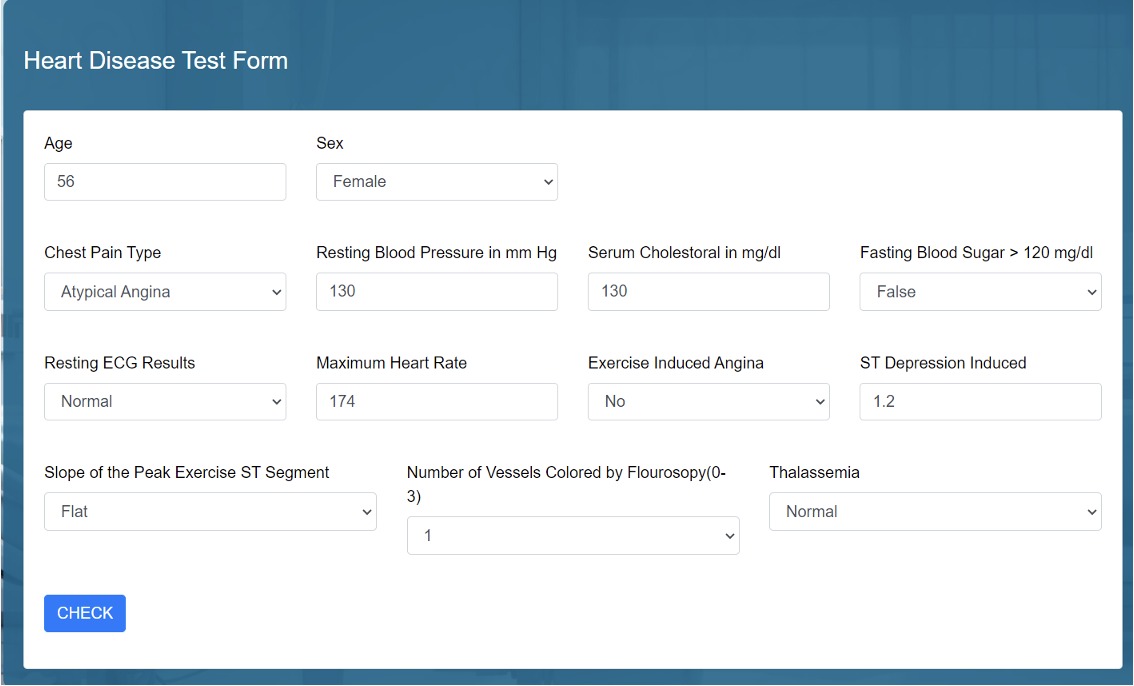 Heart Disease Test Form
Age
Sex
56
Female
Chest Pain Type
Resting Blood Pressure in mm Hg
Serum Cholestoral in mg/dl
Fasting Blood Sugar > 120 mg/dl
Atypical Angina
130
130
False
Resting ECG Results
Maximum Heart Rate
Exercise Induced Angina
ST Depression Induced
Normal
174
No
1.2
Slope of the Peak Exercise ST Segment
Number of Vessels Colored by Flourosopy(0-
3)
Thalassemia
Flat
1
Normal
CHECK